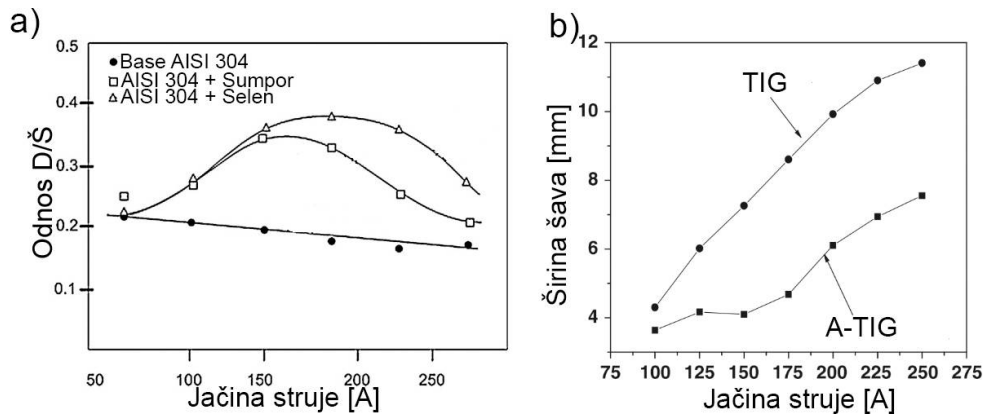 a)
0.5
0.4
0.3
0.2
0.1
Odnos D/Š
Base AISI 304
AISI 304 + Sumpor
AISI 304 + Selen
50 100 150 200 250
Jačina struje [A]
b)
12
10
8
6
4
Širina šava [mm]
TIG
A-TIG
75 100 125 150 175 200 225 250 275
Jačina struje [A]